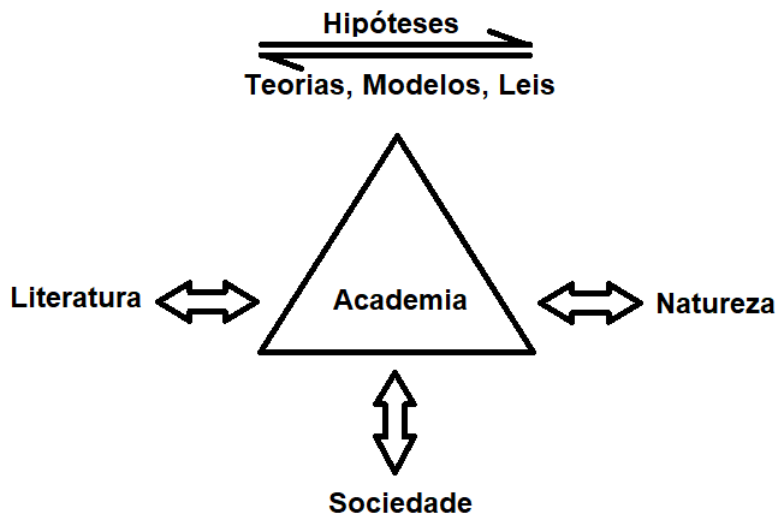 Hipóteses
Teorias, Modelos, Leis
Literatura
Academia
Natureza
Sociedade